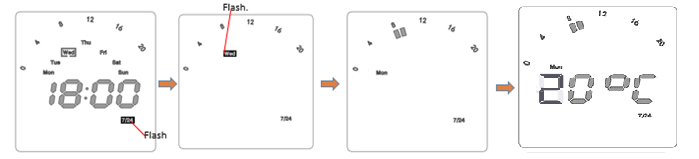 0 4 8 12 16 20
Thu
Wed Fri
Tue Sat
Mon Sun
18:00
7/24
Flash
Flash.
0 4 8 12 16 20
Wed
7/24
0 4 8 12 16 20
Mon
7/24
0 4 8 12 16 20
Mon
20 °C
7/24